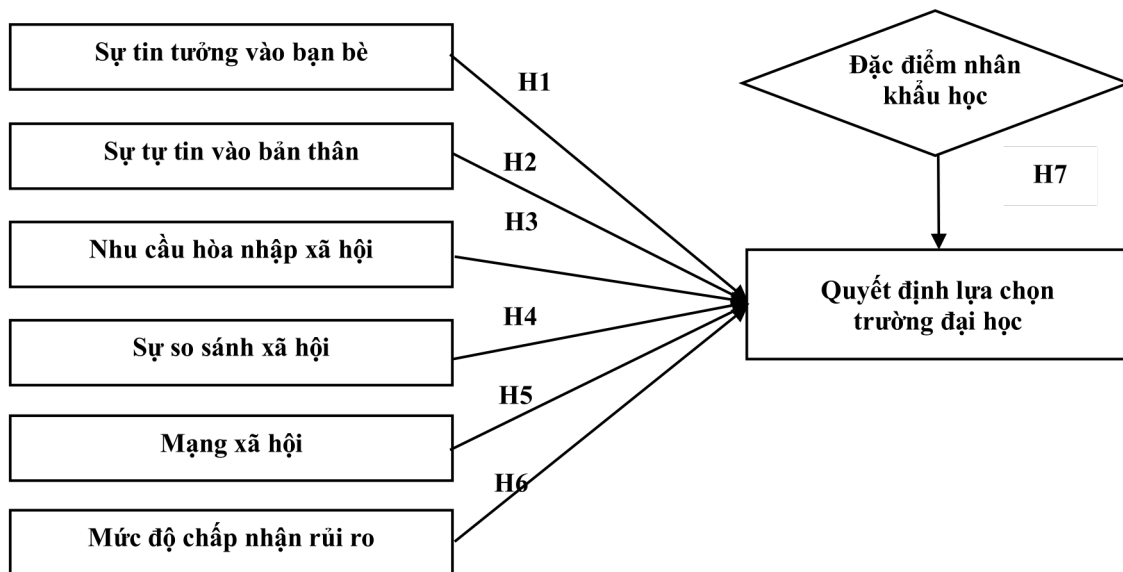 Sự tin tưởng vào bạn bè
Sự tự tin vào bản thân
Nhu cầu hòa nhập xã hội
Sự so sánh xã hội
Mạng xã hội
Mức độ chấp nhận rủi ro
H1
H2
H3
H4
H5
H6
Đặc điểm nhân
khẩu học
H7
Quyết định lựa chọn
trường đại học